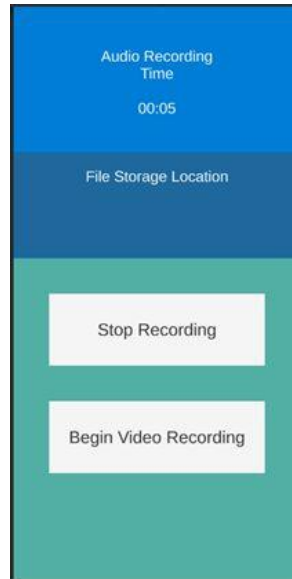 Audio Recording
Time
00:05
File Storage Location
Stop Recording
Begin Video Recording